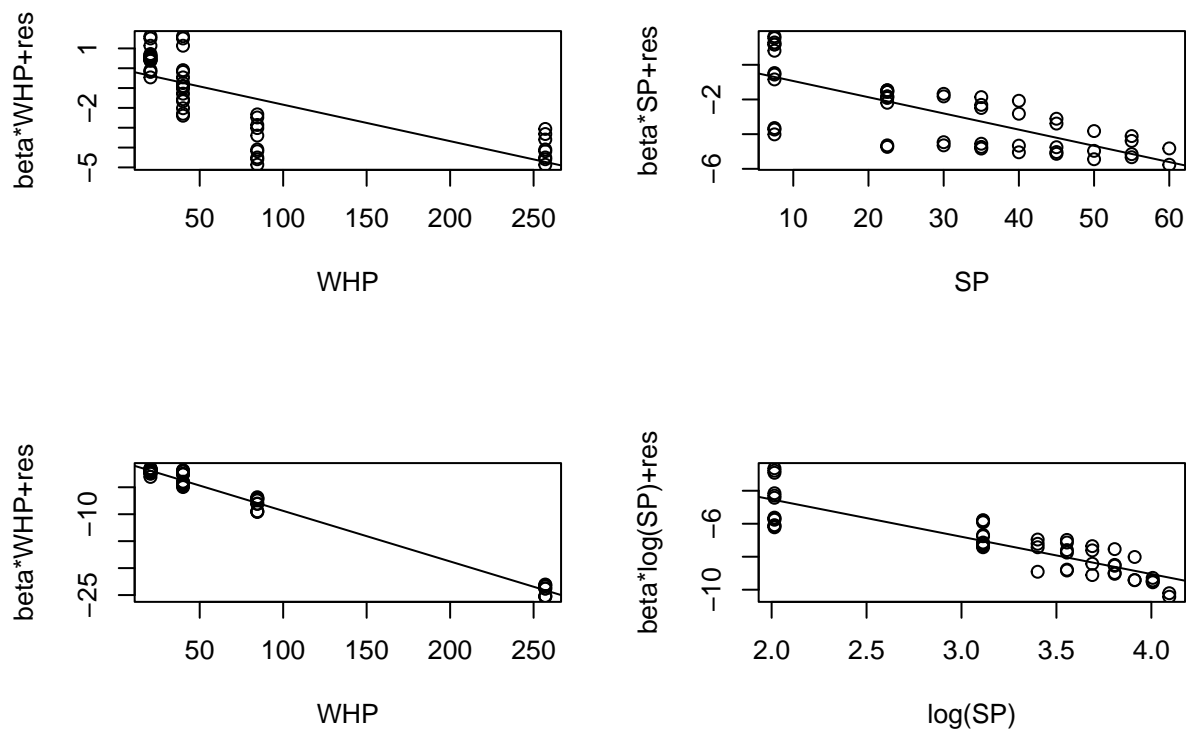 beta*WHP+res
1
−2
−5
50 100 150 200 250
WHP
beta*SP+res
−2
−6
10 20 30 40 50 60
SP
beta*WHP+res
−10
−25
50 100 150 200 250
WHP
beta*log(SP)+res
−6
−10
2.0 2.5 3.0 3.5 4.0
log(SP)